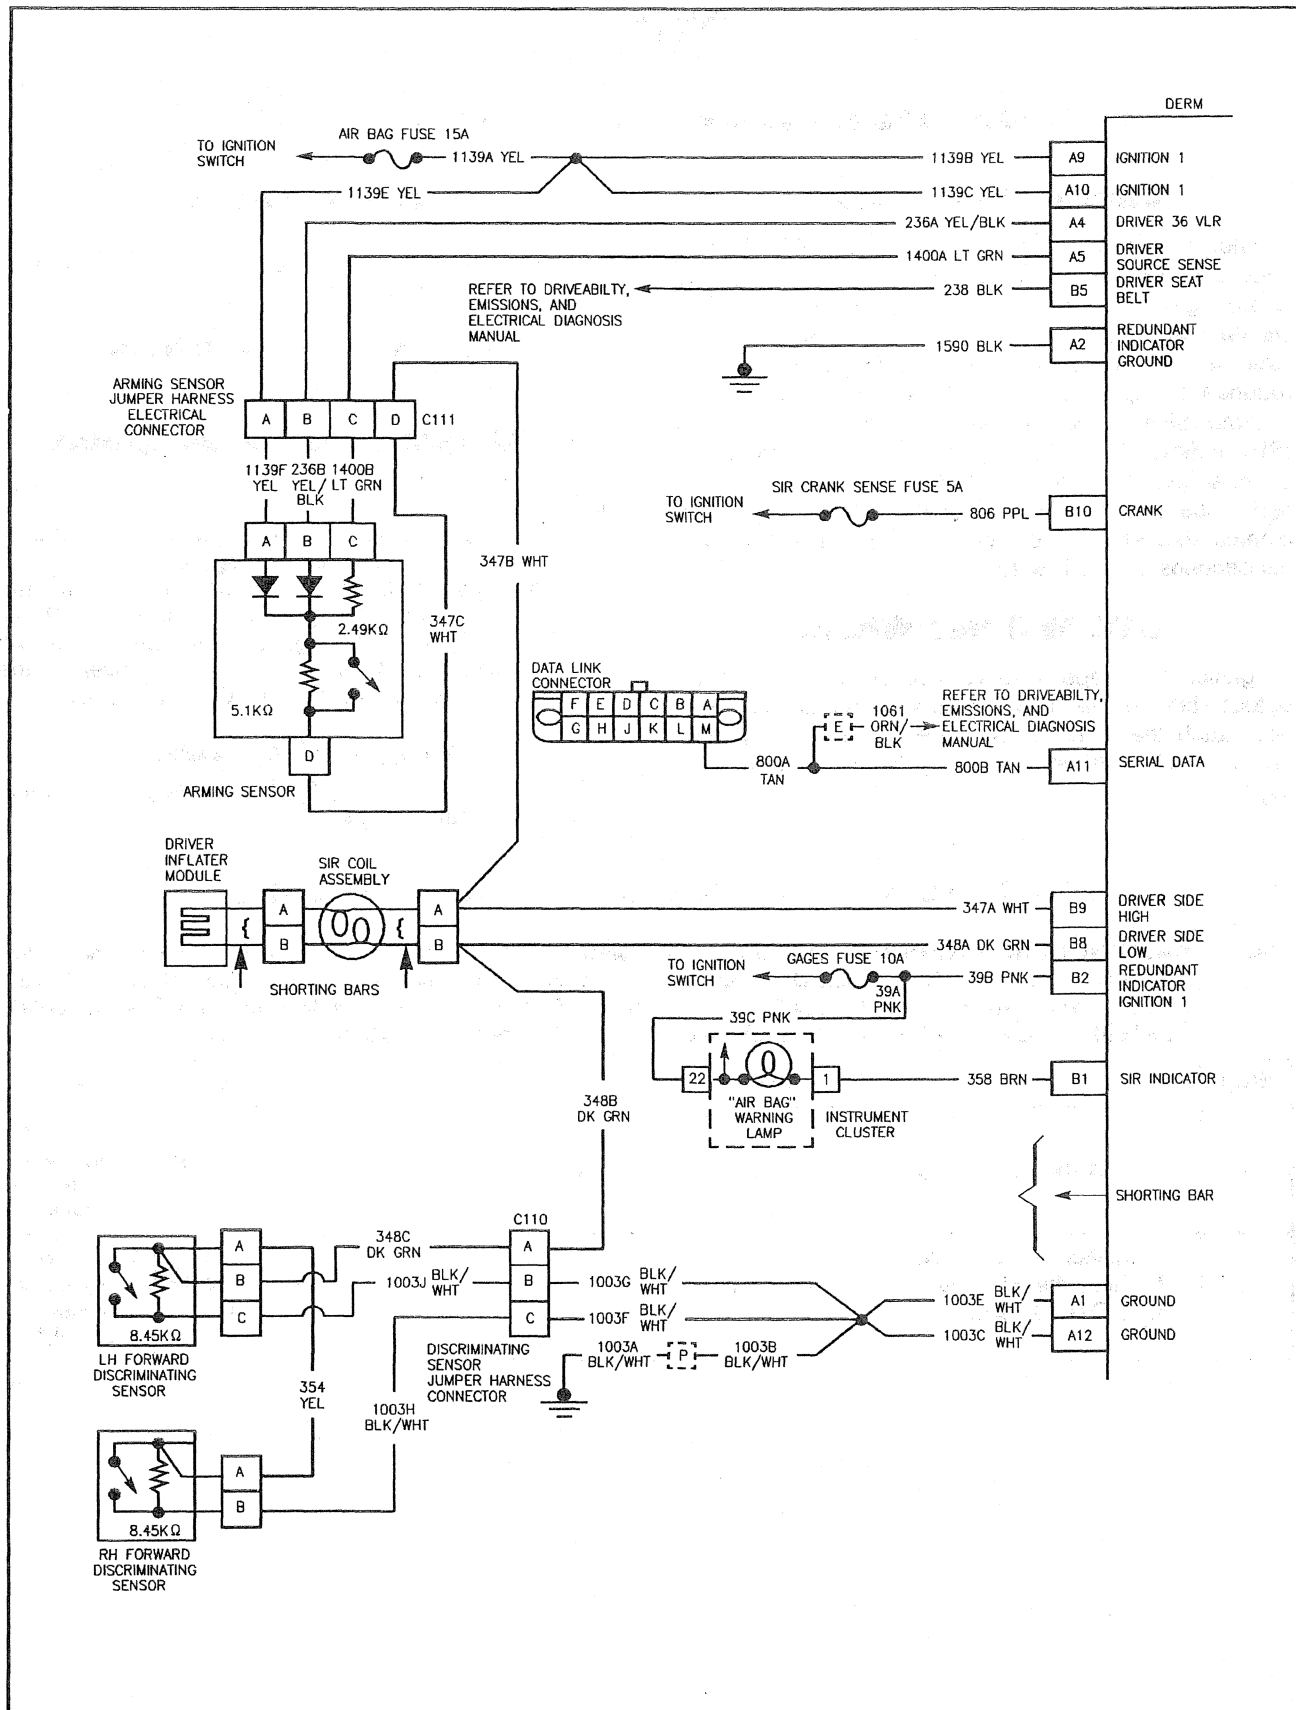 DERM
AIR BAG FUSE 15A
TO IGNITION
SWITCH
1139A YEL
1139B YEL
A9
IGNITION 1
1139E YEL
1139C YEL
A10
IGNITION 1
236A YEL/BLK
A4
DRIVER 36 VLR
1400A LT GRN
A5
DRIVER
SOURCE SENSE
REFER TO DRIVEABILTY,
EMISSIONS, AND
ELECTRICAL DIAGNOSIS
MANUAL
238 BLK
B5
DRIVER SEAT
BELT
1590 BLK
A2
REDUNDANT
INDICATOR
GROUND
ARMING SENSOR
JUMPER HARNESS
ELECTRICAL
CONNECTOR
A B C D C111
1139F
YEL
236B
YEL/
BLK
1400B
LT GRN
SIR CRANK SENSE FUSE 5A
TO IGNITION
SWITCH
806 PPL
B10
CRANK
A B C
347B WHT
2.49KΩ
347C
WHT
5.1KΩ
D
ARMING SENSOR
DATA LINK
CONNECTOR
F E D C B A
G H J K L M
E
1061
ORN/
BLK
REFER TO DRIVEABILTY,
EMISSIONS, AND
ELECTRICAL DIAGNOSIS
MANUAL
800A
TAN
800B TAN
A11
SERIAL DATA
DRIVER
INFLATER
MODULE
SIR COIL
ASSEMBLY
A
B
A
B
SHORTING BARS
347A WHT
B9
DRIVER SIDE
HIGH
348A DK GRN
B8
DRIVER SIDE
LOW
GAGES FUSE 10A
TO IGNITION
SWITCH
39A
PNK
39B PNK
B2
REDUNDANT
INDICATOR
IGNITION 1
39C PNK
22
1
358 BRN
B1
SIR INDICATOR
"AIR BAG"
WARNING
LAMP
INSTRUMENT
CLUSTER
348B
DK GRN
SHORTING BAR
C110
A
B
C
348C
DK GRN
1003J BLK/
WHT
1003G BLK/
WHT
1003F BLK/
WHT
1003E BLK/
WHT
A1
GROUND
1003C BLK/
WHT
A12
GROUND
1003A
BLK/WHT
P
1003B
BLK/WHT
A
B
C
8.45KΩ
LH FORWARD
DISCRIMINATING
SENSOR
DISCRIMINATING
SENSOR
JUMPER HARNESS
CONNECTOR
354
YEL
1003H
BLK/WHT
A
B
8.45KΩ
RH FORWARD
DISCRIMINATING
SENSOR